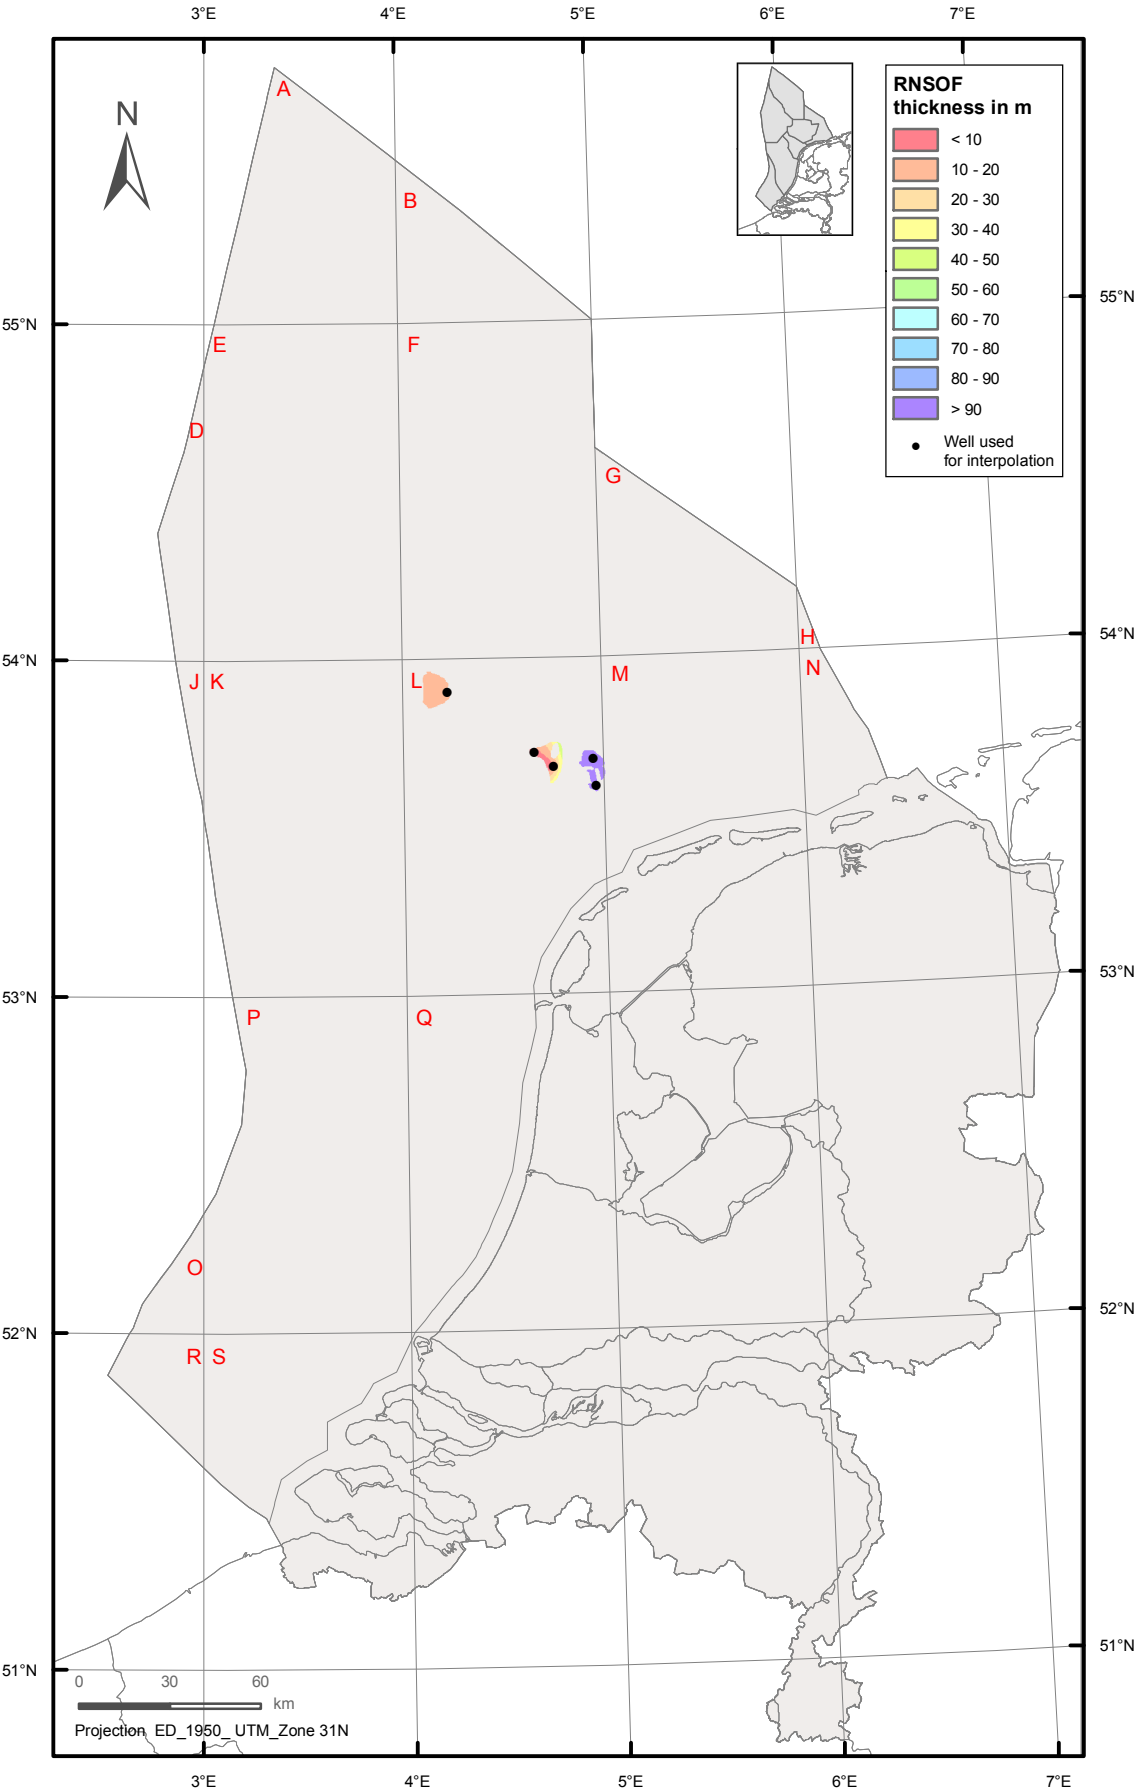 3°E 4°E 5°E 6°E 7°E
N
RNSOF
thickness in m
< 10
10 - 20
20 - 30
30 - 40
40 - 50
50 - 60
60 - 70
70 - 80
80 - 90
> 90
Well used
for interpolation
A
B
55°N 55°N
E F
D
G
H
54°N 54°N
J K L M N
53°N 53°N
P Q
O
52°N 52°N
R S
51°N 51°N
0 30 60
km
Projection ED_1950_ UTM_Zone 31N
3°E 4°E 5°E 6°E 7°E